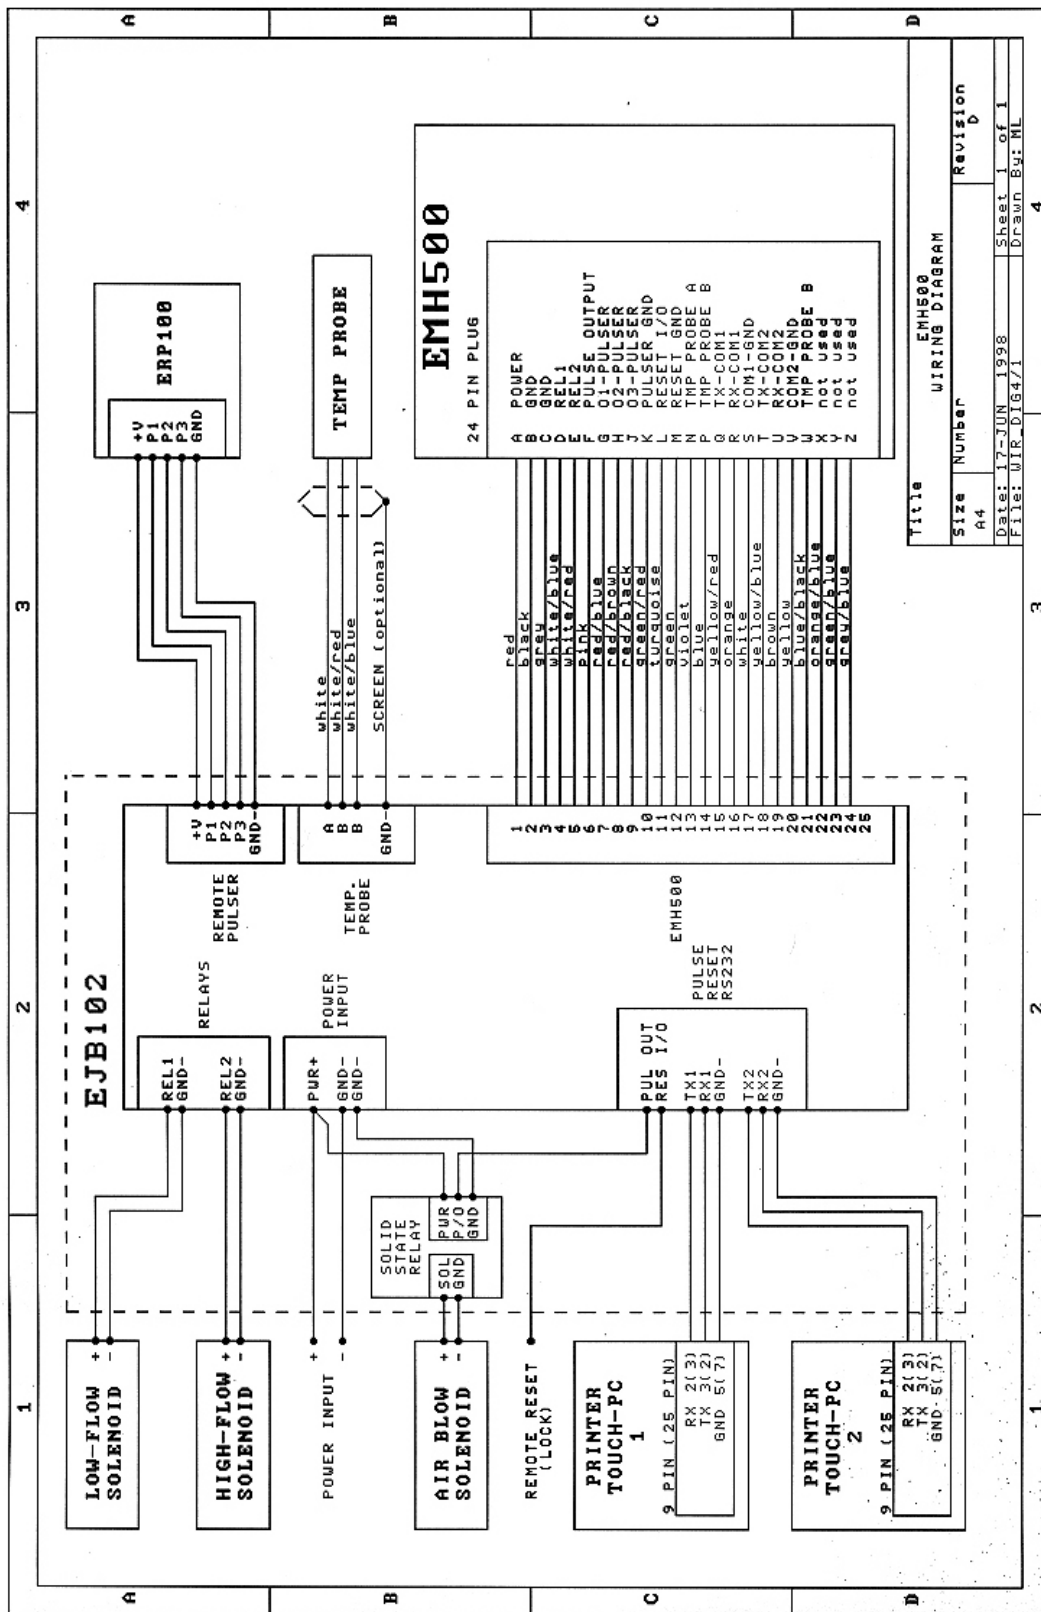 1
2
3
4
A
B
C
D
EJB102
LOW-FLOW
SOLENOID
+
-
HIGH-FLOW
SOLENOID
+
-
POWER INPUT
+
-
AIR BLOW
SOLENOID
+
-
REMOTE RESET
(LOCK)
PRINTER
TOUCH-PC
1
9 PIN (25 PIN)
RX 2(3)
TX 3(2)
GND 5(7)
PRINTER
TOUCH-PC
2
9 PIN (25 PIN)
RX 2(3)
TX 3(2)
GND 5(7)
SOLID
STATE
RELAY
SOL
GND
PWR
P/O
GND
REL1
GND-
REL2
GND-
RELAYS
PWR+
GND-
GND-
POWER
INPUT
PUL OUT
RES I/O
TX1
RX1
GND-
TX2
RX2
GND-
PULSE
RESET
RS232
EMH500
REMOTE
PULSER
+V
P1
P2
P3
GND-
TEMP.
PROBE
A
B
B
GND-
1
2
3
4
5
6
7
8
9
10
11
12
13
14
15
16
17
18
19
20
21
22
23
24
25
white
white/red
white/blue
SCREEN (optional)
red
black
grey
white/blue
white/red
pink
red/blue
red/brown
red/black
green/red
turquoise
green
violet
blue
yellow/red
orange
white
yellow/blue
brown
yellow
blue/black
orange/blue
green/blue
grey/blue
+V
P1
P2
P3
GND
ERP100
TEMP PROBE
EMH500
24 PIN PLUG
A POWER
B GND
C GND
D REL1
E REL2
F PULSE OUTPUT
G O1-PULSER
H O2-PULSER
J O3-PULSER
K PULSER GND
L RESET I/O
M RESET GND
N TMP PROBE A
P TMP PROBE B
Q TX-COM1
R RX-COM1
S COM1-GND
T TX-COM2
U RX-COM2
V COM2-GND
W TMP PROBE B
X not used
Y not used
Z not used
Title
EMH500
WIRING DIAGRAM
Size
A4
Number
Revision
D
Date: 17-JUN 1998
Sheet 1 of 1
File: WIR_DIG4/1
Drawn By: ML
1
2
3
4
A
B
C
D